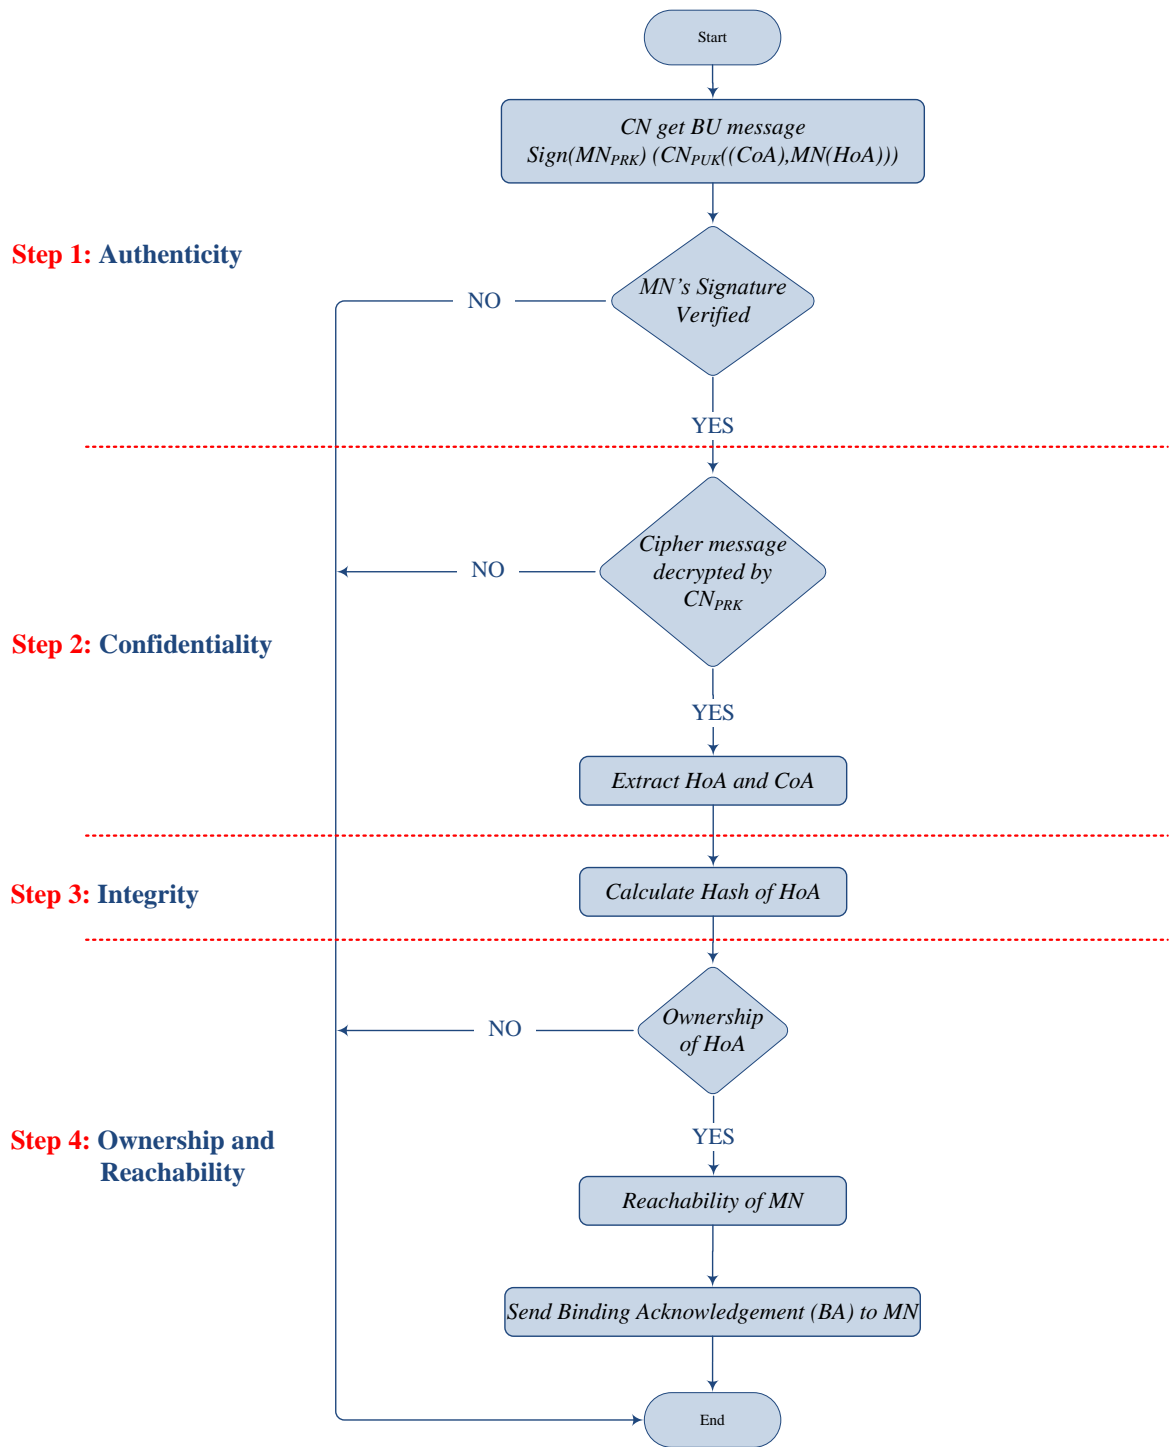 Start
CN get BU message
Sign(MN_PRK) (CN_PUK((CoA),MN(HoA)))
Step 1: Authenticity
MN's Signature
Verified
NO
YES
Cipher message
decrypted by
CN_PRK
NO
Step 2: Confidentiality
YES
Extract HoA and CoA
Step 3: Integrity
Calculate Hash of HoA
Ownership
of HoA
NO
Step 4: Ownership and
Reachability
YES
Reachability of MN
Send Binding Acknowledgement (BA) to MN
End